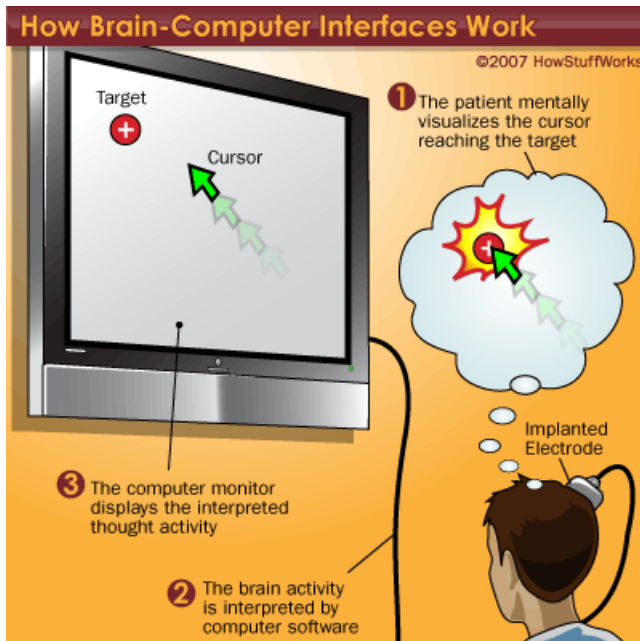 How Brain-Computer Interfaces Work
©2007 HowStuffWorks
Target
Cursor
1 The patient mentally
visualizes the cursor
reaching the target
Implanted
Electrode
3 The computer monitor
displays the interpreted
thought activity
2 The brain activity
is interpreted by
computer software